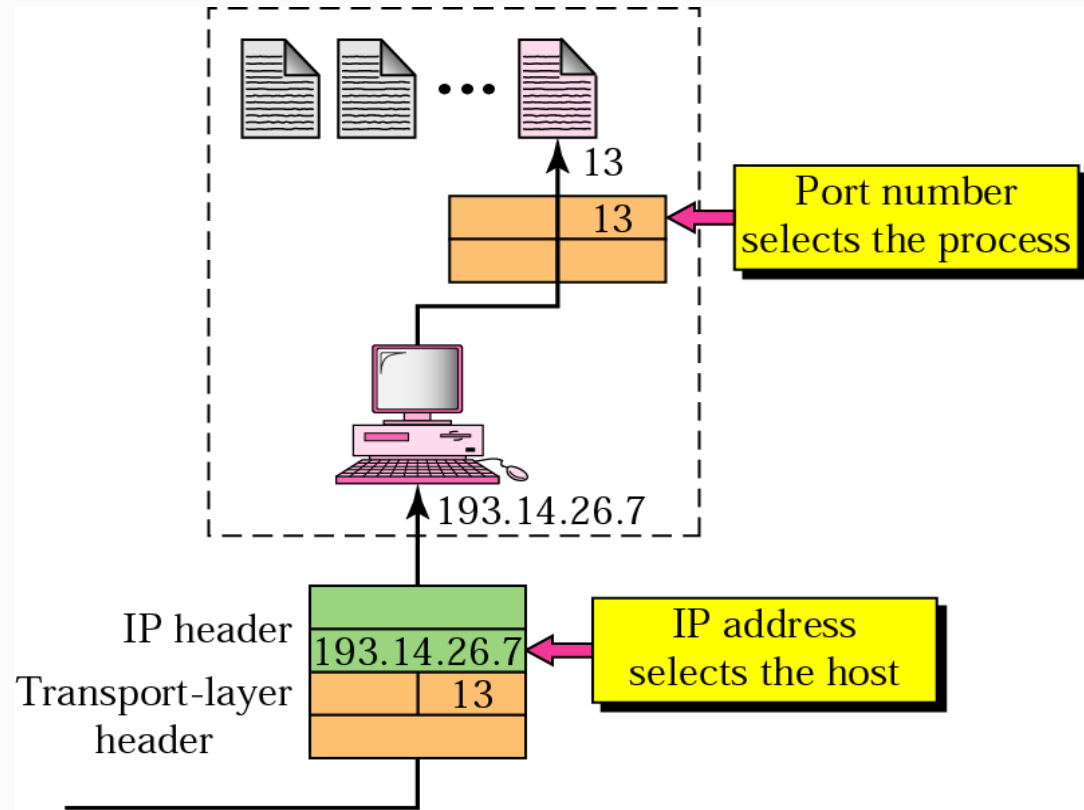 13
13
Port number
selects the process
193.14.26.7
IP header
193.14.26.7
IP address
selects the host
Transport-layer
header
13